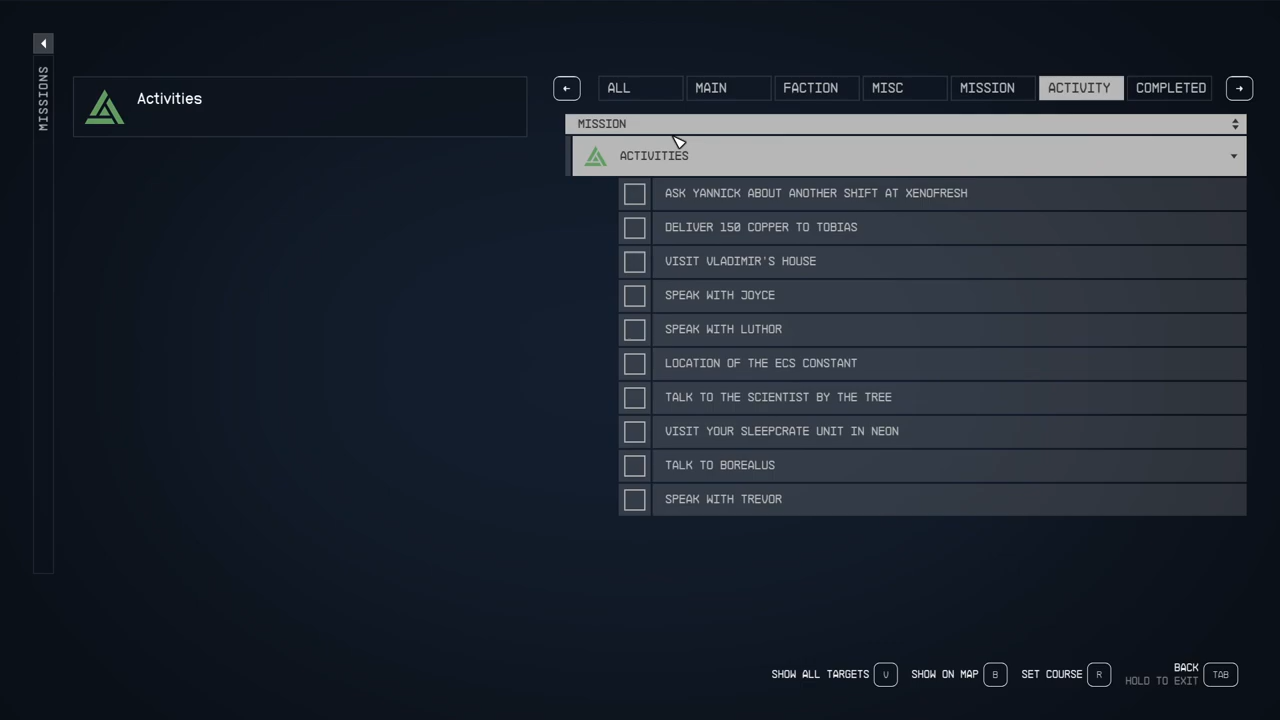 MISSIONS
Activities
ALL
MAIN
FACTION
MISC
MISSION
ACTIVITY
COMPLETED
MISSION
ACTIVITIES
ASK YANNICK ABOUT ANOTHER SHIFT AT XENOFRESH
DELIVER 150 COPPER TO TOBIAS
VISIT VLADIMIR'S HOUSE
SPEAK WITH JOYCE
SPEAK WITH LUTHOR
LOCATION OF THE ECS CONSTANT
TALK TO THE SCIENTIST BY THE TREE
VISIT YOUR SLEEPCRATE UNIT IN NEON
TALK TO BOREALUS
SPEAK WITH TREVOR
SHOW ALL TARGETS V
SHOW ON MAP B
SET COURSE R
BACK
HOLD TO EXIT
TAB